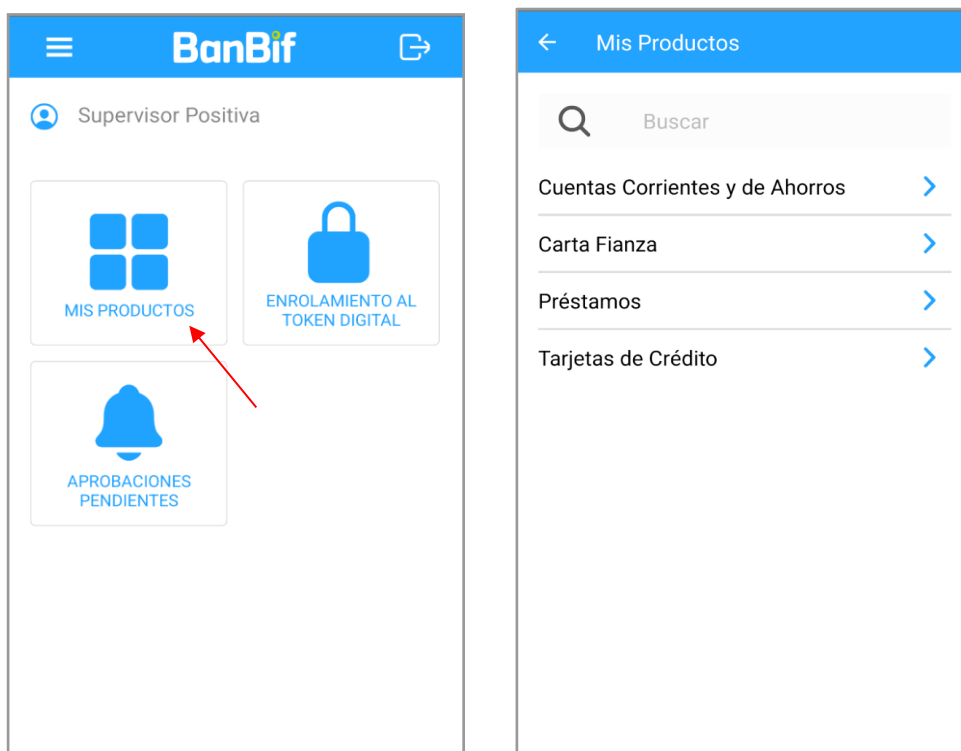 BanBif
Supervisor Positiva
MIS PRODUCTOS
ENROLAMIENTO AL
TOKEN DIGITAL
APROBACIONES
PENDIENTES
Mis Productos
Buscar
Cuentas Corrientes y de Ahorros
Carta Fianza
Préstamos
Tarjetas de Crédito